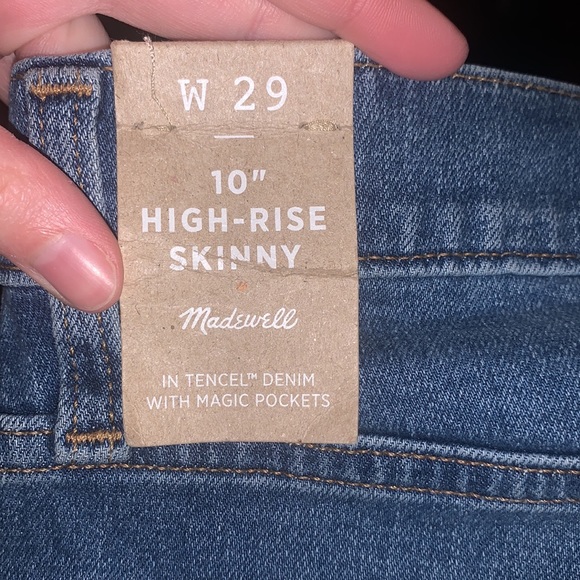 W 29
10"
HIGH-RISE
SKINNY
Madewell
IN TENCEL™ DENIM
WITH MAGIC POCKETS